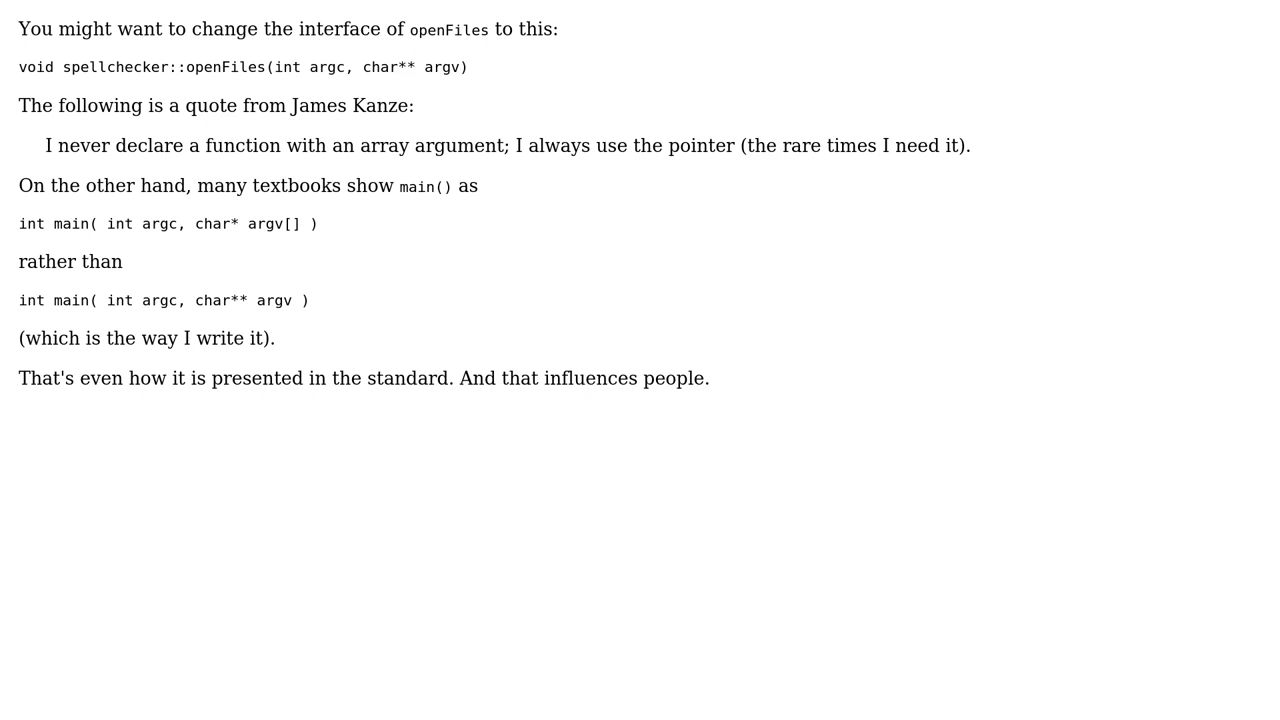 You might want to change the interface of openFiles to this:
void spellchecker::openFiles(int argc, char** argv)
The following is a quote from James Kanze:
I never declare a function with an array argument; I always use the pointer (the rare times I need it).
On the other hand, many textbooks show main() as
int main( int argc, char* argv[] )
rather than
int main( int argc, char** argv )
(which is the way I write it).
That's even how it is presented in the standard. And that influences people.